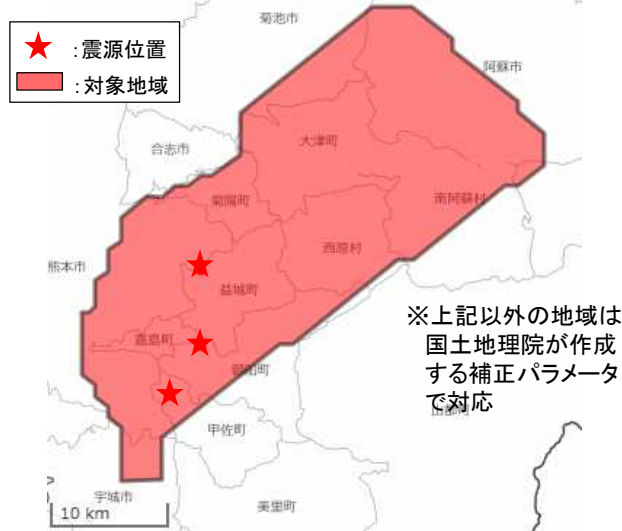 菊池市
:震源位置
:対象地域
阿蘇市
大津町
合志市
菊陽町
南阿蘇村
西原村
熊本市
益城町
※上記以外の地域は
国土地理院が作成
する補正パラメータ
で対応
嘉島町
御船町
山都町
甲佐町
宇城市
美里町
10 km